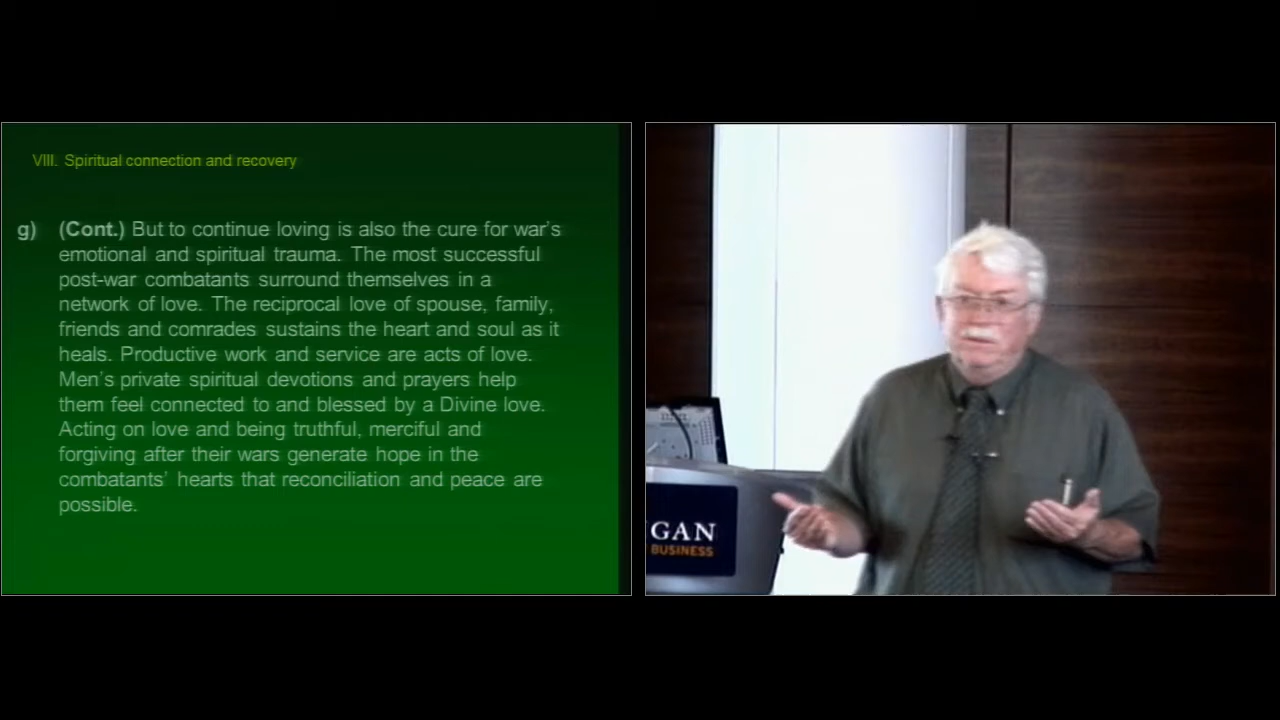 VIII. Spiritual connection and recovery
g) (Cont.) But to continue loving is also the cure for war's
emotional and spiritual trauma. The most successful
post-war combatants surround themselves in a
network of love. The reciprocal love of spouse, family,
friends and comrades sustains the heart and soul as it
heals. Productive work and service are acts of love.
Men's private spiritual devotions and prayers help
them feel connected to and blessed by a Divine love.
Acting on love and being truthful, merciful and
forgiving after their wars generate hope in the
combatants' hearts that reconciliation and peace are
possible.
GAN
BUSINESS